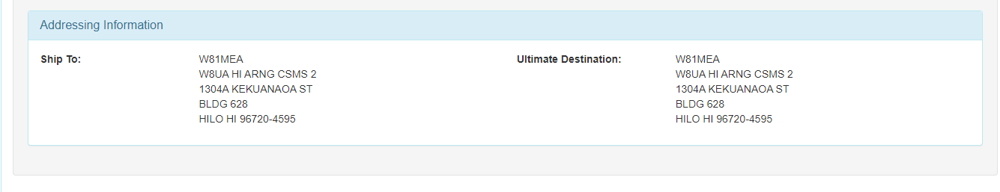 Addressing Information
Ship To:
W81MEA
W8UA HI ARNG CSMS 2
1304A KEKUANAOA ST
BLDG 628
HILO HI 96720-4595
Ultimate Destination:
W81MEA
W8UA HI ARNG CSMS 2
1304A KEKUANAOA ST
BLDG 628
HILO HI 96720-4595